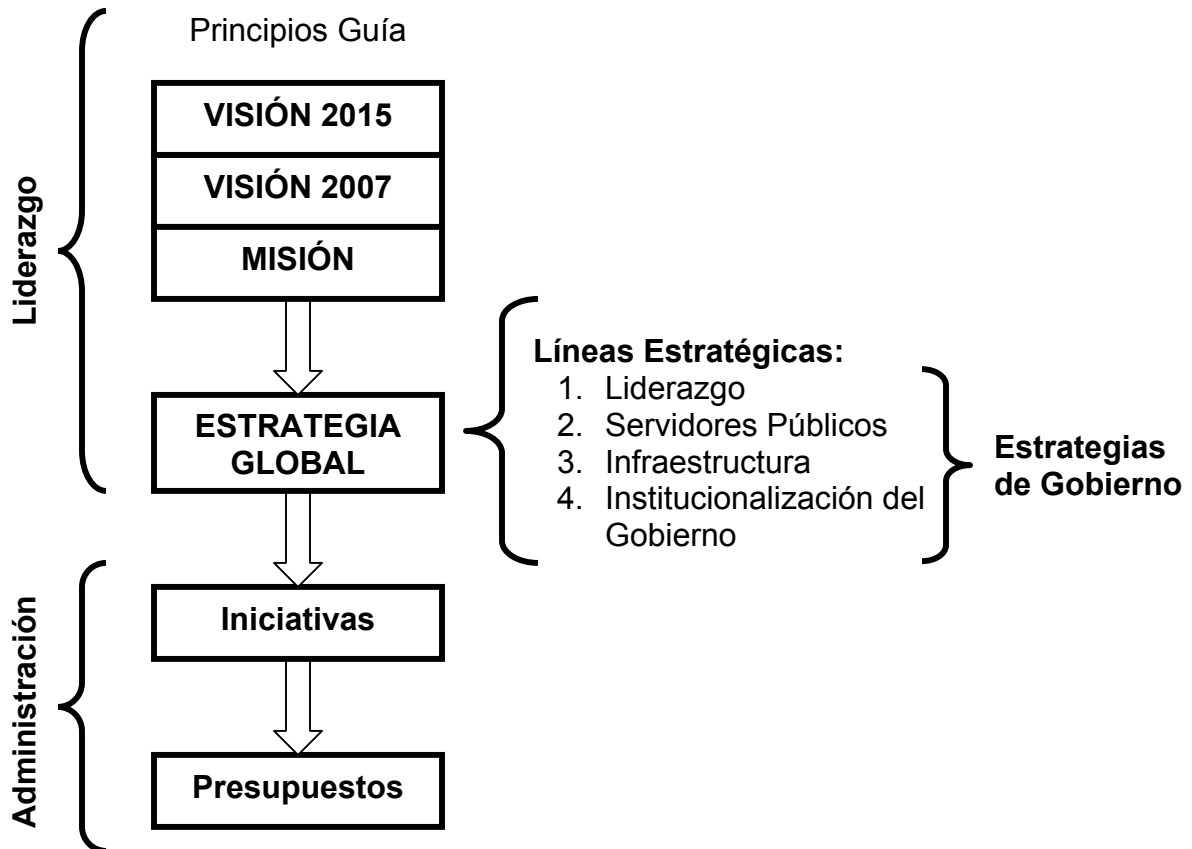 Principios Guía
VISIÓN 2015
VISIÓN 2007
MISIÓN
Liderazgo
ESTRATEGIA
GLOBAL
Líneas Estratégicas:
1. Liderazgo
2. Servidores Públicos
3. Infraestructura
4. Institucionalización del
Gobierno
Estrategias
de Gobierno
Administración
Iniciativas
Presupuestos